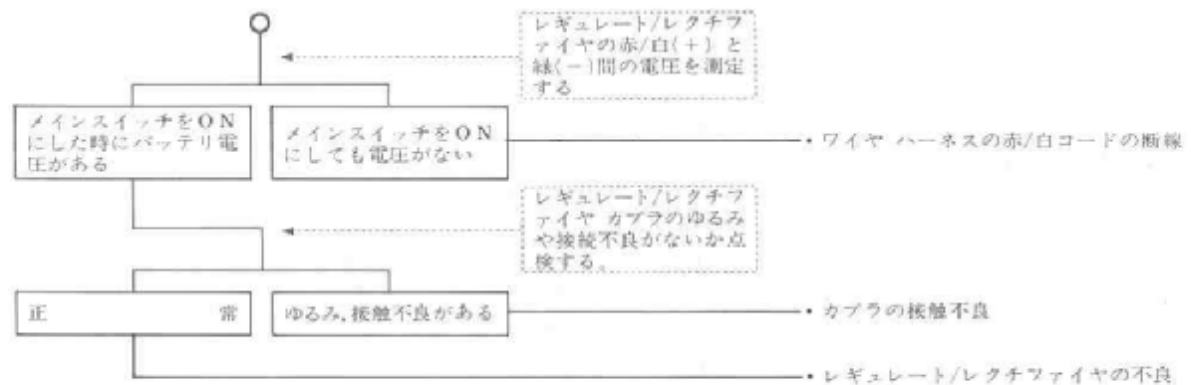 レギュレート/レクチフ
ァイヤの赤/白(+)と
緑(-)間の電圧を測定
する
メインスイッチをON
にした時にバッテリ電
圧がある
メインスイッチをON
にしても電圧がない
・ワイヤ ハーネスの赤/白コードの断線
レギュレート/レクチフ
ァイヤ カプラのゆるみ
や接続不良がないか点
検する。
正 常
ゆるみ,接触不良がある
・カプラの接触不良
・レギュレート/レクチファイヤの不良